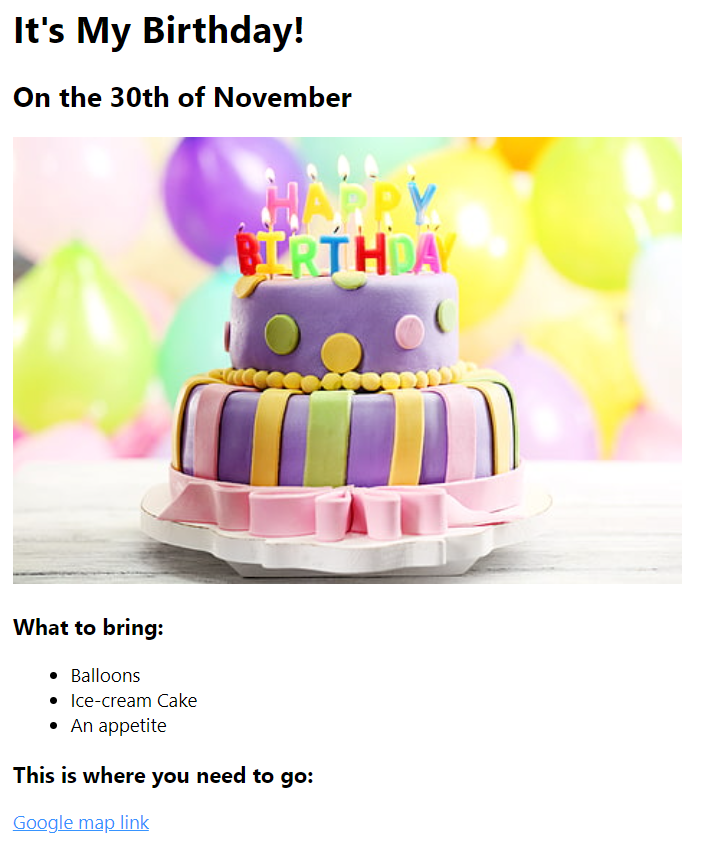 It's My Birthday!
On the 30th of November
HAPPY
BIRTHDAY
What to bring:
Balloons
Ice-cream Cake
An appetite
This is where you need to go:
Google map link